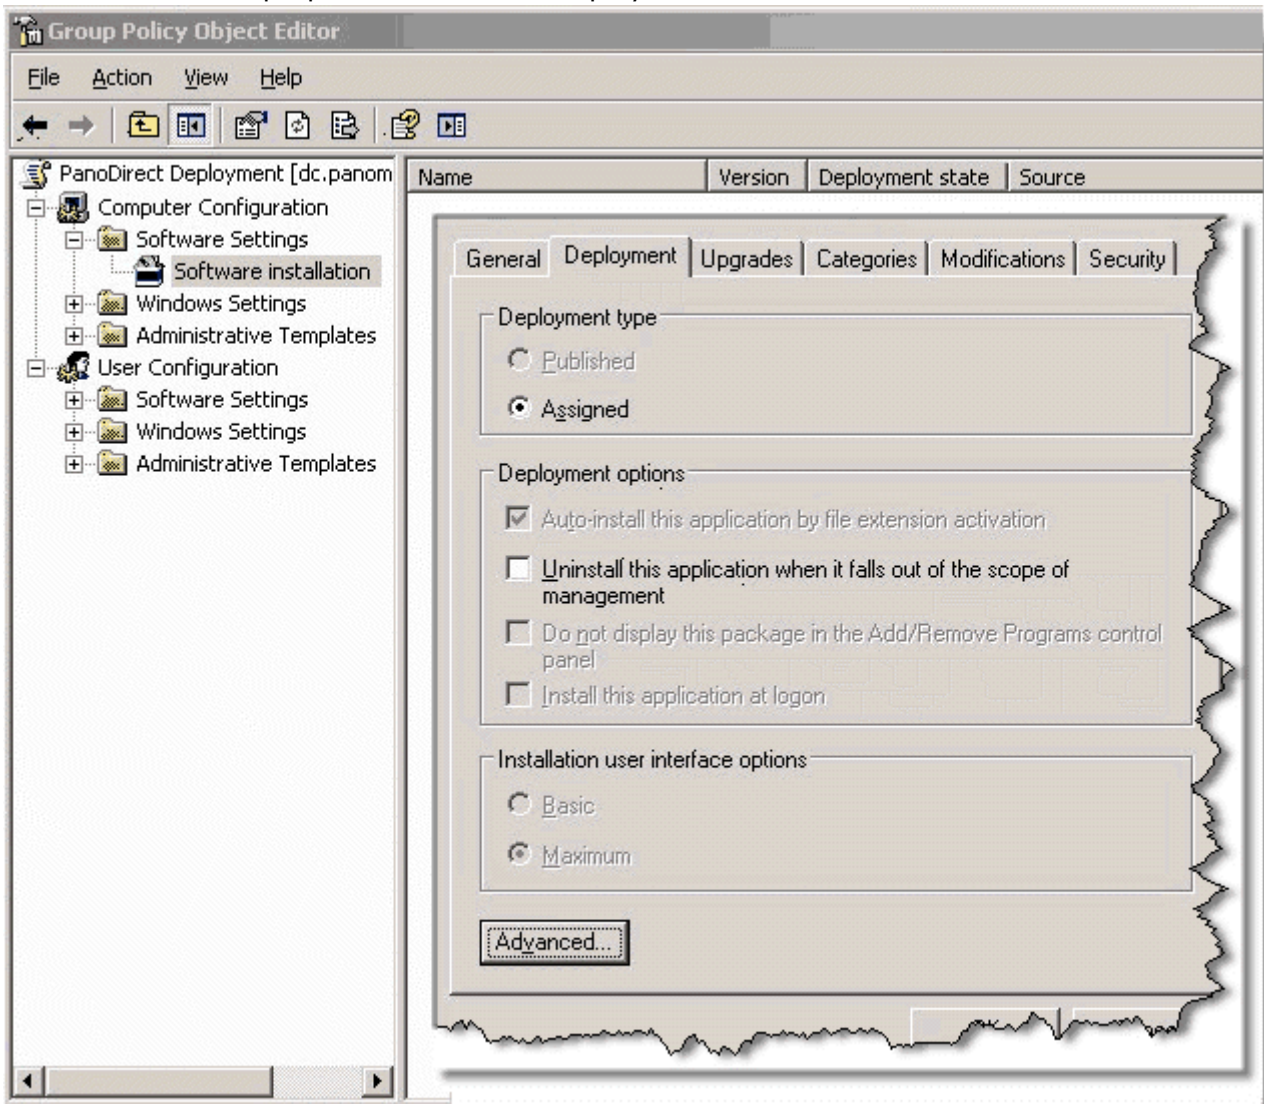 Group Policy Object Editor
File Action View Help
PanoDirect Deployment [dc.panom
Computer Configuration
Software Settings
Software installation
Windows Settings
Administrative Templates
User Configuration
Software Settings
Windows Settings
Administrative Templates
Name Version Deployment state Source
General Deployment Upgrades Categories Modifications Security
Deployment type
Published
Assigned
Deployment options
Auto-install this application by file extension activation
Uninstall this application when it falls out of the scope of
management
Do not display this package in the Add/Remove Programs control
panel
Install this application at logon
Installation user interface options
Basic
Maximum
Advanced...